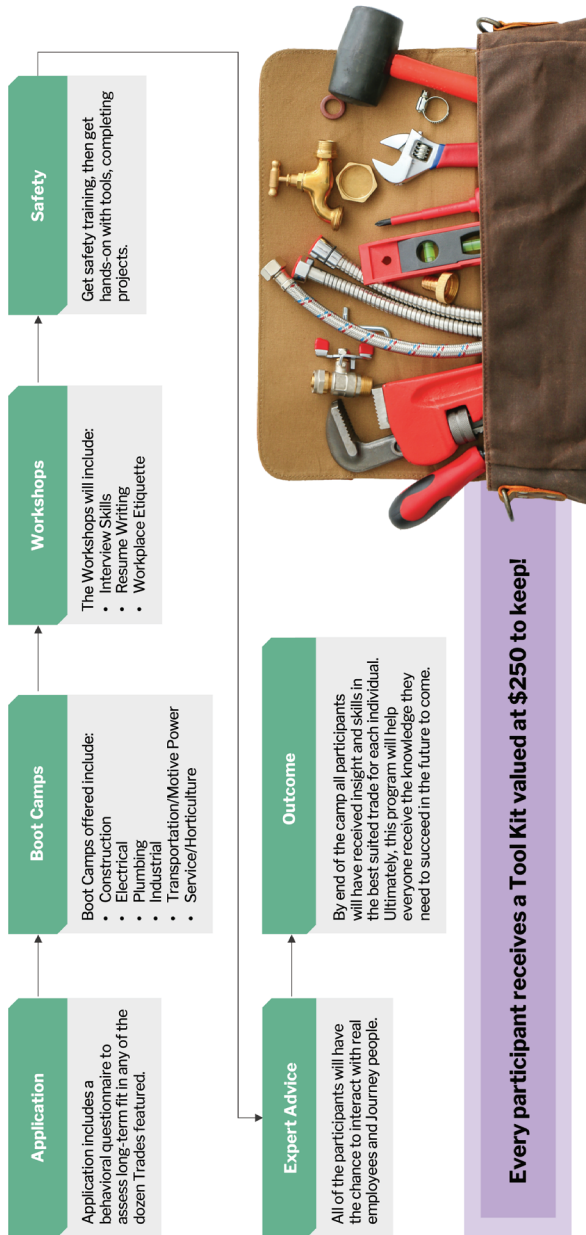 Application
Application includes a
behavioral questionnaire to
assess long-term fit in any of the
dozen Trades featured.
Boot Camps
Boot Camps offered include:
• Construction
• Electrical
• Plumbing
• Industrial
• Transportation/Motive Power
• Service/Horticulture
Workshops
The Workshops will include:
• Interview Skills
• Resume Writing
• Workplace Etiquette
Safety
Get safety training, then get
hands-on with tools, completing
projects.
Expert Advice
All of the participants will have
the chance to interact with real
employees and Journey people.
Outcome
By end of the camp all participants
will have received insight and skills in
the best suited trade for each individual.
Ultimately, this program will help
everyone receive the knowledge they
need to succeed in the future to come.
Every participant receives a Tool Kit valued at $250 to keep!